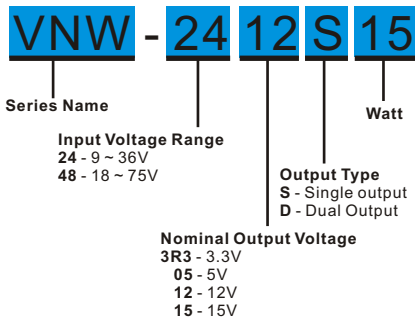 VNW - 24 12 S 15
Series Name
Watt
Input Voltage Range
24 - 9 ~ 36V
48 - 18 ~ 75V
Output Type
S - Single output
D - Dual Output
Nominal Output Voltage
3R3 - 3.3V
05 - 5V
12 - 12V
15 - 15V